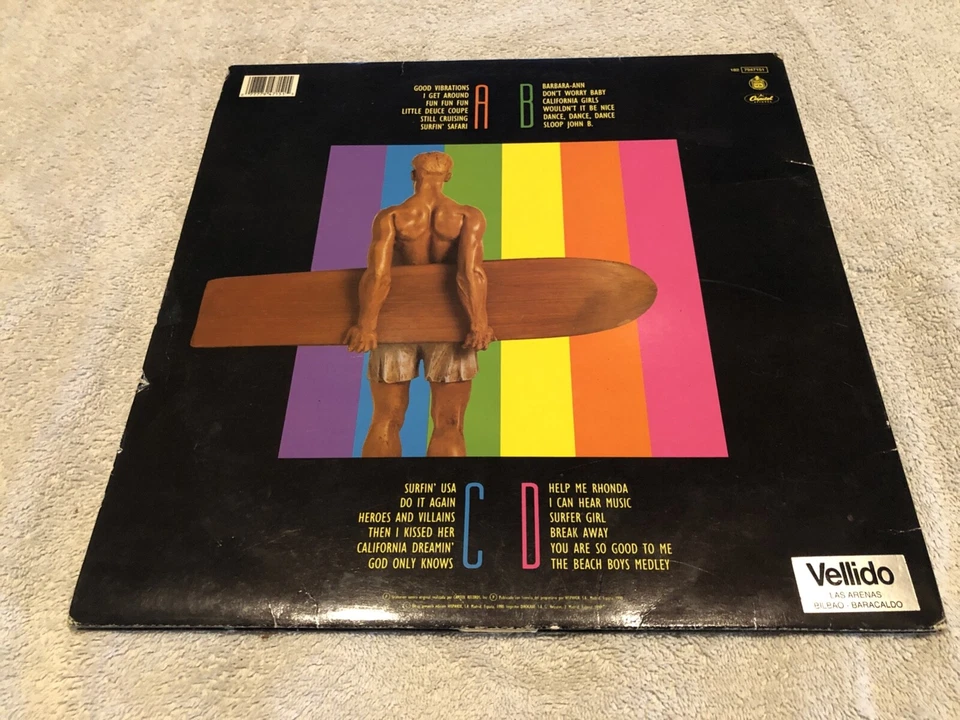 180 7967761
Capitol
GOOD VIBRATIONS
I GET AROUND
FUN FUN FUN
LITTLE DEUCE COUPE
STILL CRUISING
SURFIN' SAFARI
A
B
BARBARA-ANN
DON'T WORRY BABY
CALIFORNIA GIRLS
WOULDN'T IT BE NICE
DANCE, DANCE, DANCE
SLOOP JOHN B.
SURFIN' USA
DO IT AGAIN
HEROES AND VILLAINS
THEN I KISSED HER
CALIFORNIA DREAMIN'
GOD ONLY KNOWS
C
D
HELP ME RHONDA
I CAN HEAR MUSIC
SURFER GIRL
BREAK AWAY
YOU ARE SO GOOD TO ME
THE BEACH BOYS MEDLEY
Vellido
LAS ARENAS
BILBAO - BARACALDO